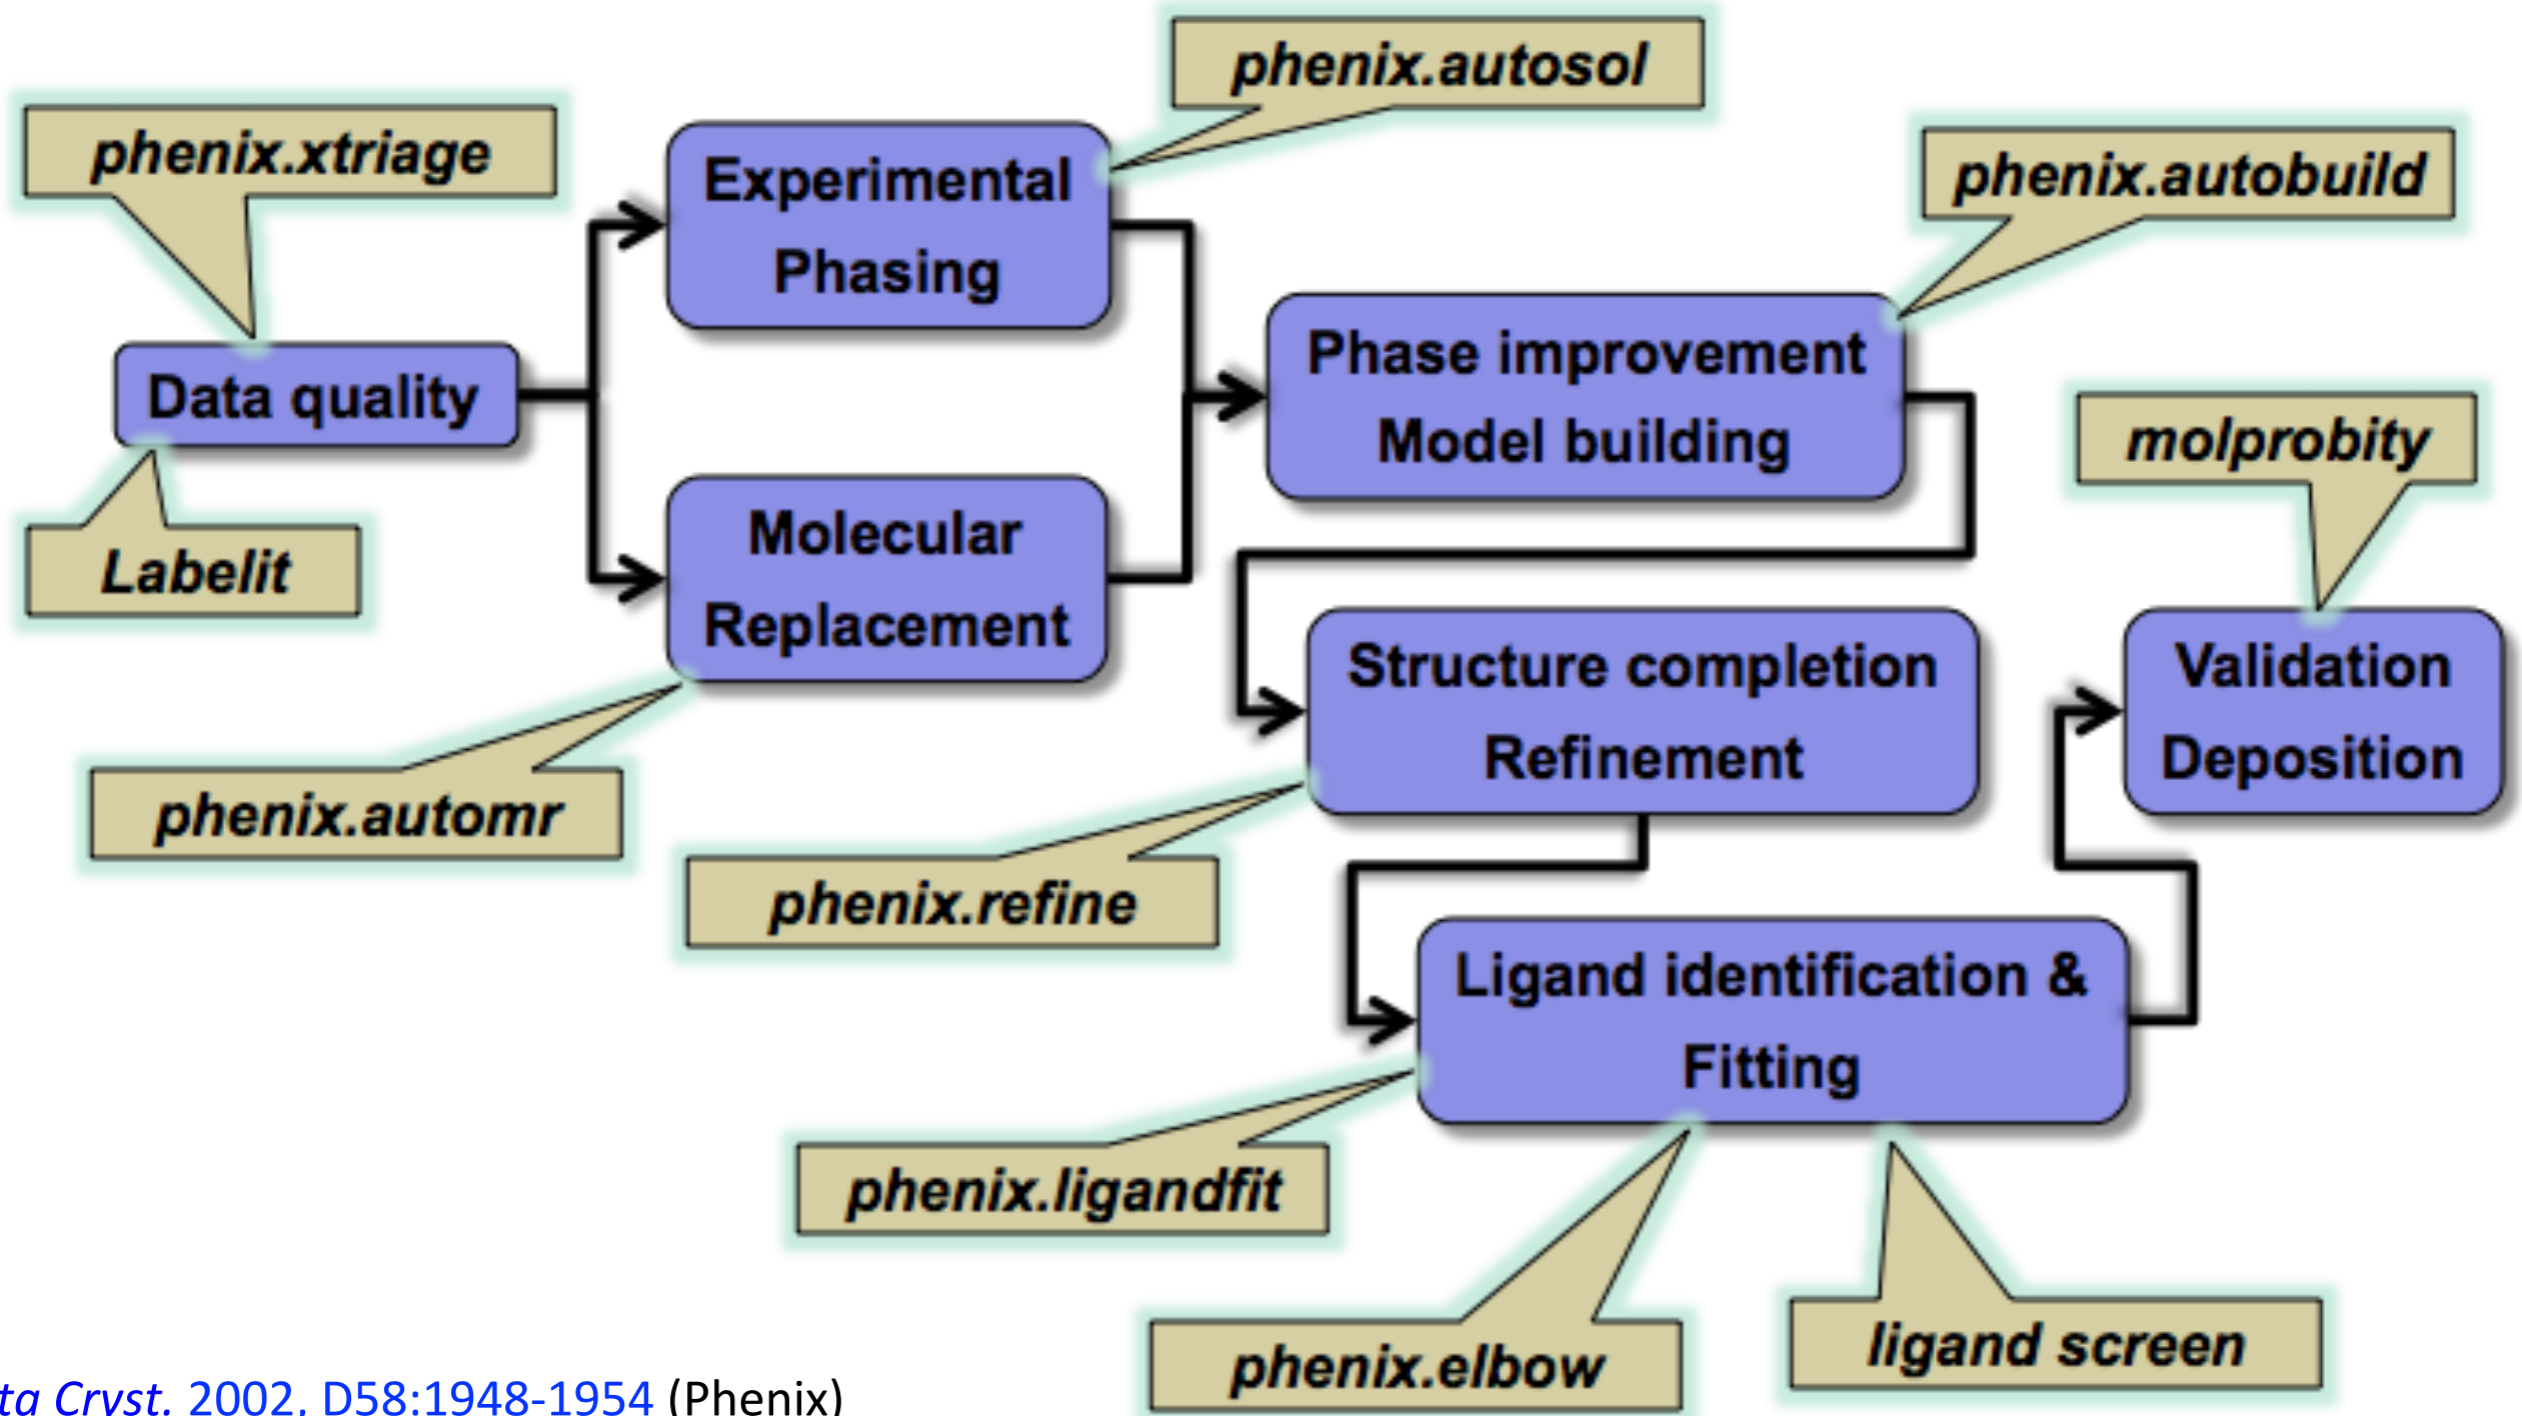 phenix.autosol
phenix.xtriage
Experimental
Phasing
phenix.autobuild
Data quality
Phase improvement
Model building
molprobity
Labelit
Molecular
Replacement
Structure completion
Refinement
Validation
Deposition
phenix.automr
phenix.refine
Ligand identification &
Fitting
phenix.ligandfit
phenix.elbow
ligand screen
ta Cryst. 2002, D58:1948-1954 (Phenix)